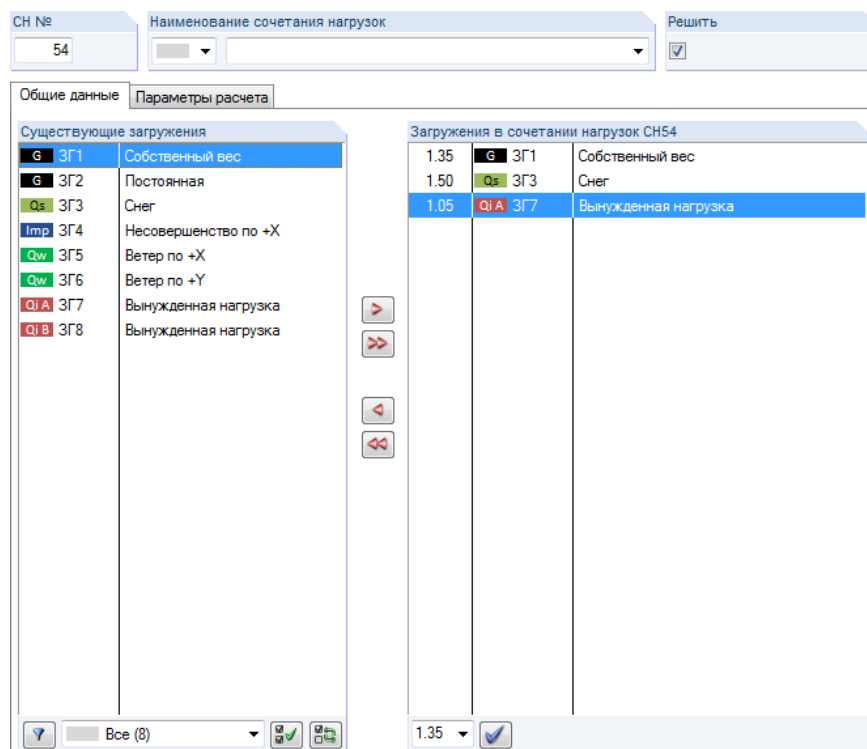 СН № Наименование сочетания нагрузок Решить
54
Общие данные Параметры расчета
Существующие загружения Загружения в сочетании нагрузок СН54
G ЗГ1 Собственный вес 1.35 G ЗГ1 Собственный вес
G ЗГ2 Постоянная 1.50 Qs ЗГ3 Снег
Qs ЗГ3 Снег 1.05 Qi A ЗГ7 Вынужденная нагрузка
Imp ЗГ4 Несовершенство по +X
Qw ЗГ5 Ветер по +X
Qw ЗГ6 Ветер по +Y
Qi A ЗГ7 Вынужденная нагрузка
Qi B ЗГ8 Вынужденная нагрузка
Все (8) 1.35